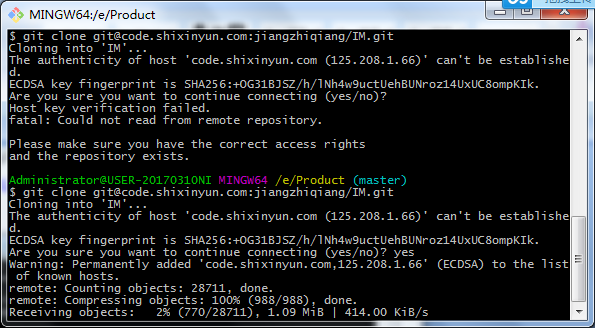 MINGW64:/e/Product
$ git clone git@code.shixinyun.com:jiangzhiqiang/IM.git
Cloning into 'IM'...
The authenticity of host 'code.shixinyun.com (125.208.1.66)' can't be establishe
d.
ECDSA key fingerprint is SHA256:+OG31BJSZ/h/lNh4w9uctUehBUNroz14UxUC8ompKIk.
Are you sure you want to continue connecting (yes/no)?
Host key verification failed.
fatal: Could not read from remote repository.
Please make sure you have the correct access rights
and the repository exists.
Administrator@USER-20170310NI MINGW64 /e/Product (master)
$ git clone git@code.shixinyun.com:jiangzhiqiang/IM.git
Cloning into 'IM'...
The authenticity of host 'code.shixinyun.com (125.208.1.66)' can't be establishe
d.
ECDSA key fingerprint is SHA256:+OG31BJSZ/h/lNh4w9uctUehBUNroz14UxUC8ompKIk.
Are you sure you want to continue connecting (yes/no)? yes
Warning: Permanently added 'code.shixinyun.com,125.208.1.66' (ECDSA) to the list
of known hosts.
remote: Counting objects: 28711, done.
remote: Compressing objects: 100% (988/988), done.
Receiving objects:   2% (770/28711), 1.09 MiB | 414.00 KiB/s